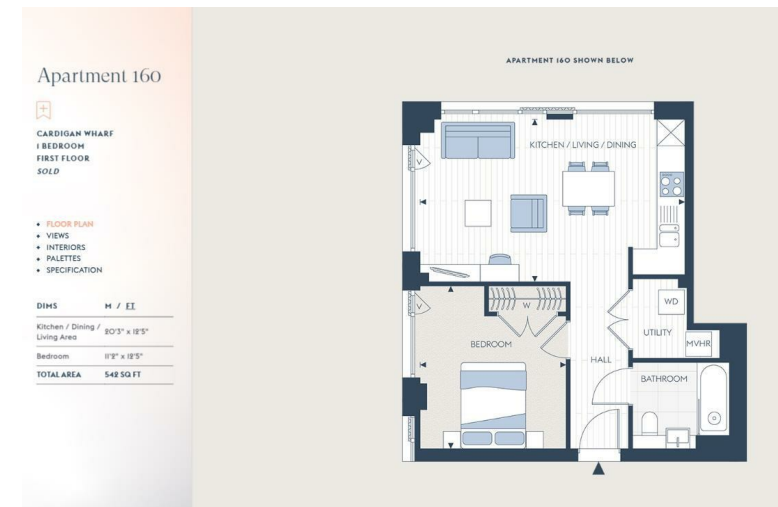 Apartment 160
CARDIGAN WHARF
1 BEDROOM
FIRST FLOOR
SOLD
FLOOR PLAN
VIEWS
INTERIORS
PALETTES
SPECIFICATION
DIMS M / FT
Kitchen / Dining / Living Area 20'3" x 12'5"
Bedroom 11'2" x 12'5"
TOTAL AREA 542 SQ FT
APARTMENT 160 SHOWN BELOW
KITCHEN / LIVING / DINING
V
V
W
WD
UTILITY
MVHR
BEDROOM
HALL
BATHROOM